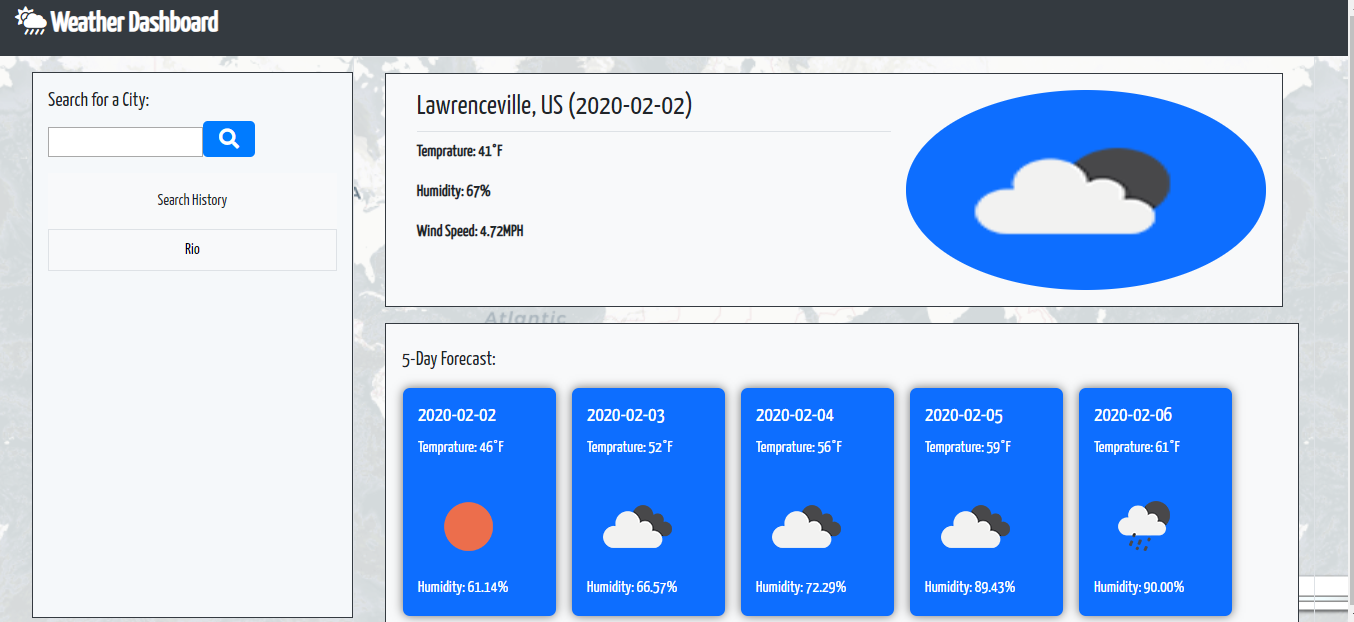 Weather Dashboard
Search for a City:
Search History
Rio
Lawrenceville, US (2020-02-02)
Temprature: 41°F
Humidity: 67%
Wind Speed: 4.72MPH
Atlantic
5-Day Forecast:
2020-02-02
Temprature: 46°F
Humidity: 61.14%
2020-02-03
Temprature: 52°F
Humidity: 66.57%
2020-02-04
Temprature: 56°F
Humidity: 72.29%
2020-02-05
Temprature: 59°F
Humidity: 89.43%
2020-02-06
Temprature: 61°F
Humidity: 90.00%